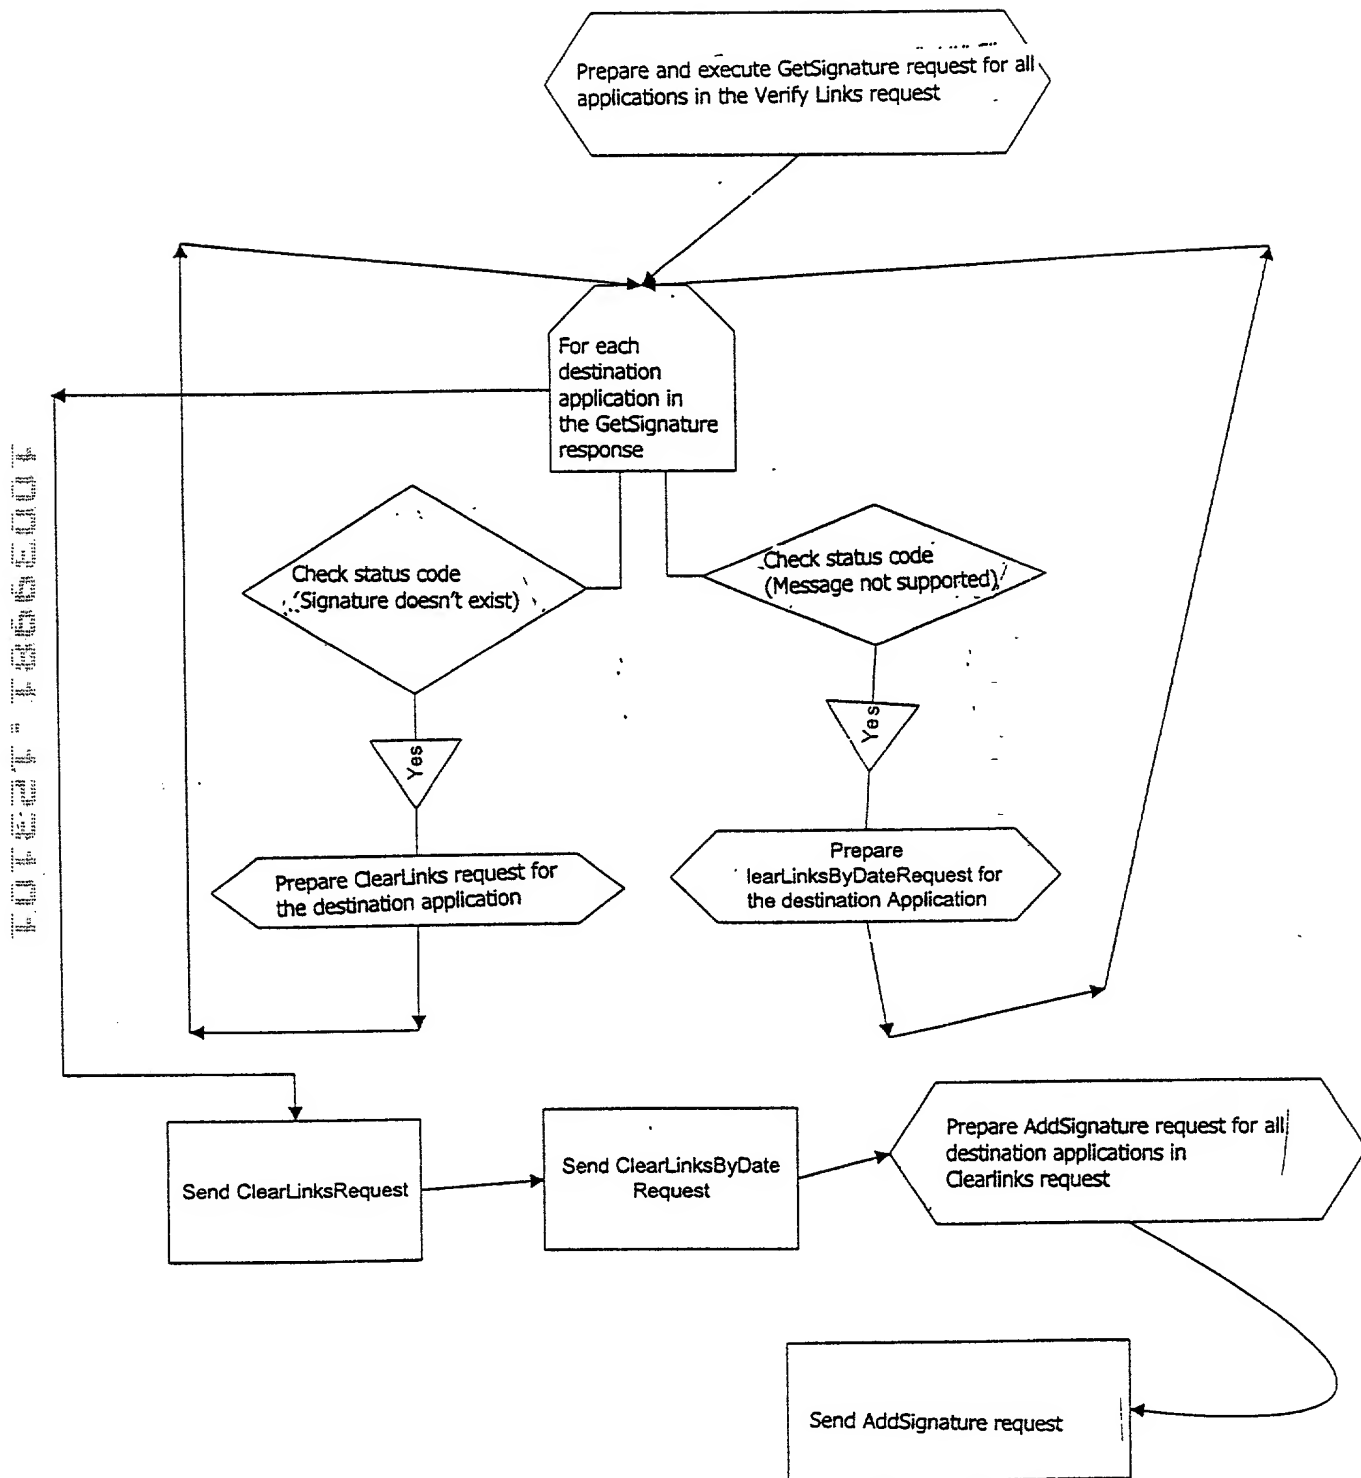 Prepare and execute GetSignature request for all
applications in the Verify Links request
For each
destination
application in
the GetSignature
response
Check status code
(Signature doesn't exist)
Check status code
(Message not supported)
Yes
Yes
Prepare ClearLinks request for
the destination application
Prepare
learLinksByDateRequest for
the destination Application
Send ClearLinksRequest
Send ClearLinksByDate
Request
Prepare AddSignature request for all
destination applications in
Clearlinks request
Send AddSignature request